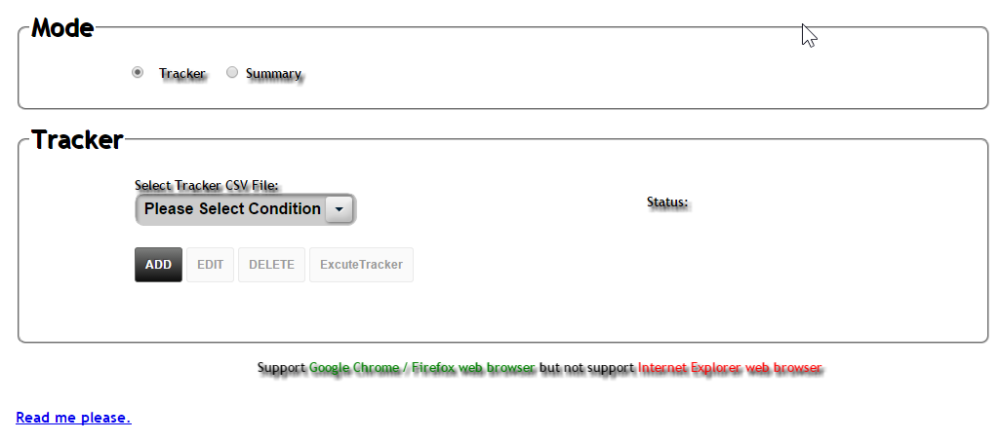 Mode
Tracker Summary
Tracker
Select Tracker CSV File:
Please Select Condition
Status:
ADD EDIT DELETE ExcuteTracker
Support Google Chrome / Firefox web browser but not support Internet Explorer web browser
Read me please.